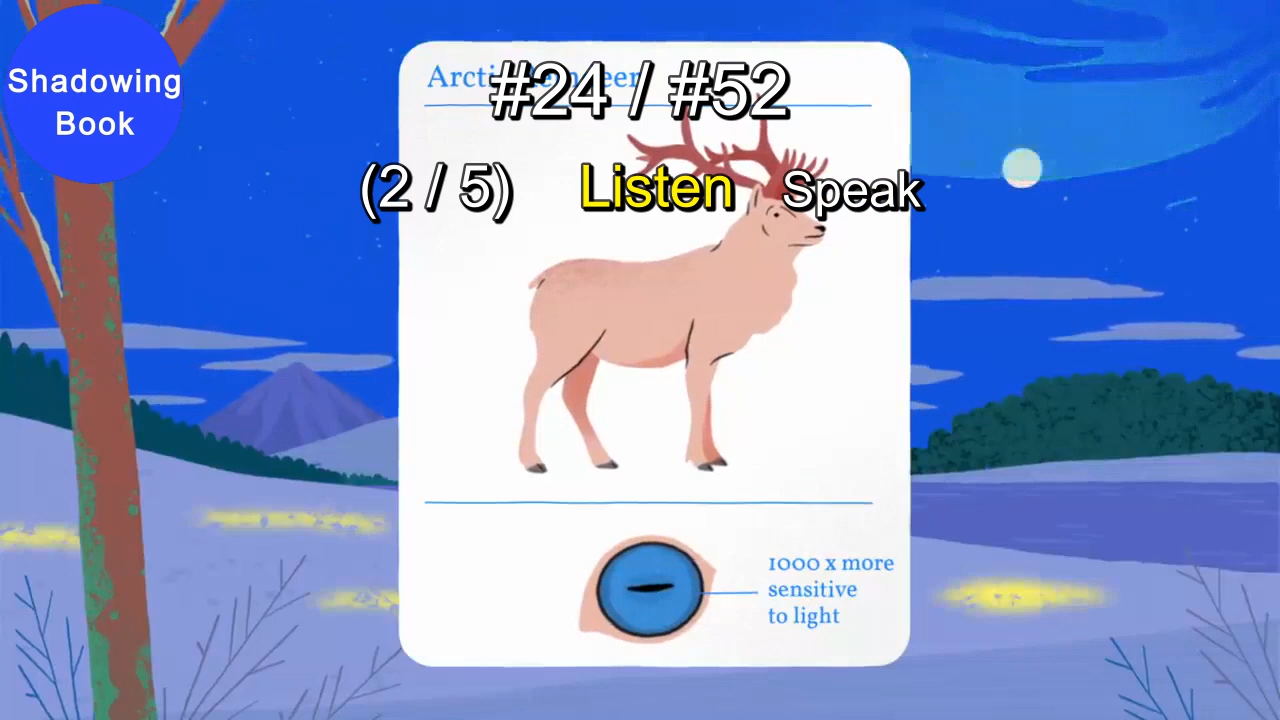 Shadowing
Book
#24 / #52
(2 / 5) Listen Speak
1000 x more
sensitive
to light